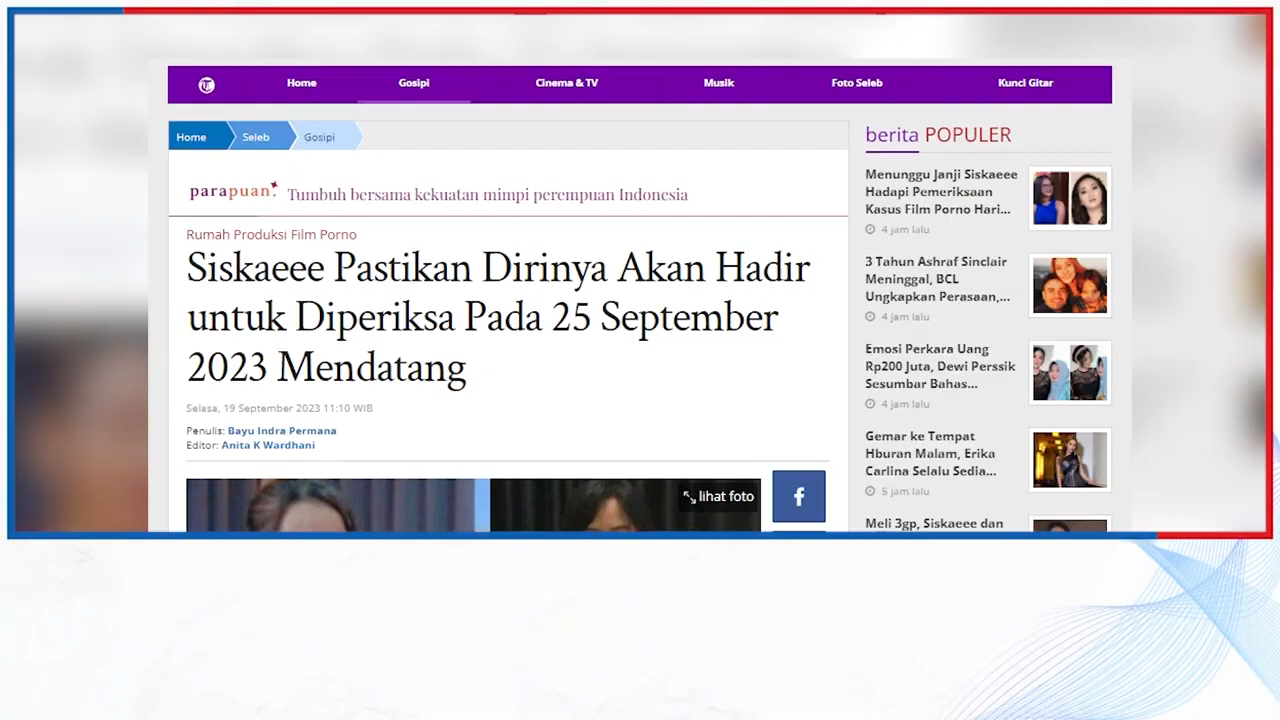 Home Gosipi Cinema & TV Musik Foto Seleb Kunci Gitar
Home Seleb Gosipi
parapuan. Tumbuh bersama kekuatan mimpi perempuan Indonesia
Rumah Produksi Film Porno
Siskaeee Pastikan Dirinya Akan Hadir
untuk Diperiksa Pada 25 September
2023 Mendatang
Selasa, 19 September 2023 11:10 WIB
Penulis: Bayu Indra Permana
Editor: Anita K Wardhani
lihat foto
f
berita POPULER
Menunggu Janji Siskaeee
Hadapi Pemeriksaan
Kasus Film Porno Hari...
4 jam lalu
3 Tahun Ashraf Sinclair
Meninggal, BCL
Ungkapkan Perasaan,...
4 jam lalu
Emosi Perkara Uang
Rp200 Juta, Dewi Perssik
Sesumbar Bahas...
4 jam lalu
Gemar ke Tempat
Hburan Malam, Erika
Carlina Selalu Sedia...
5 jam lalu
Meli 3gp, Siskaeee dan